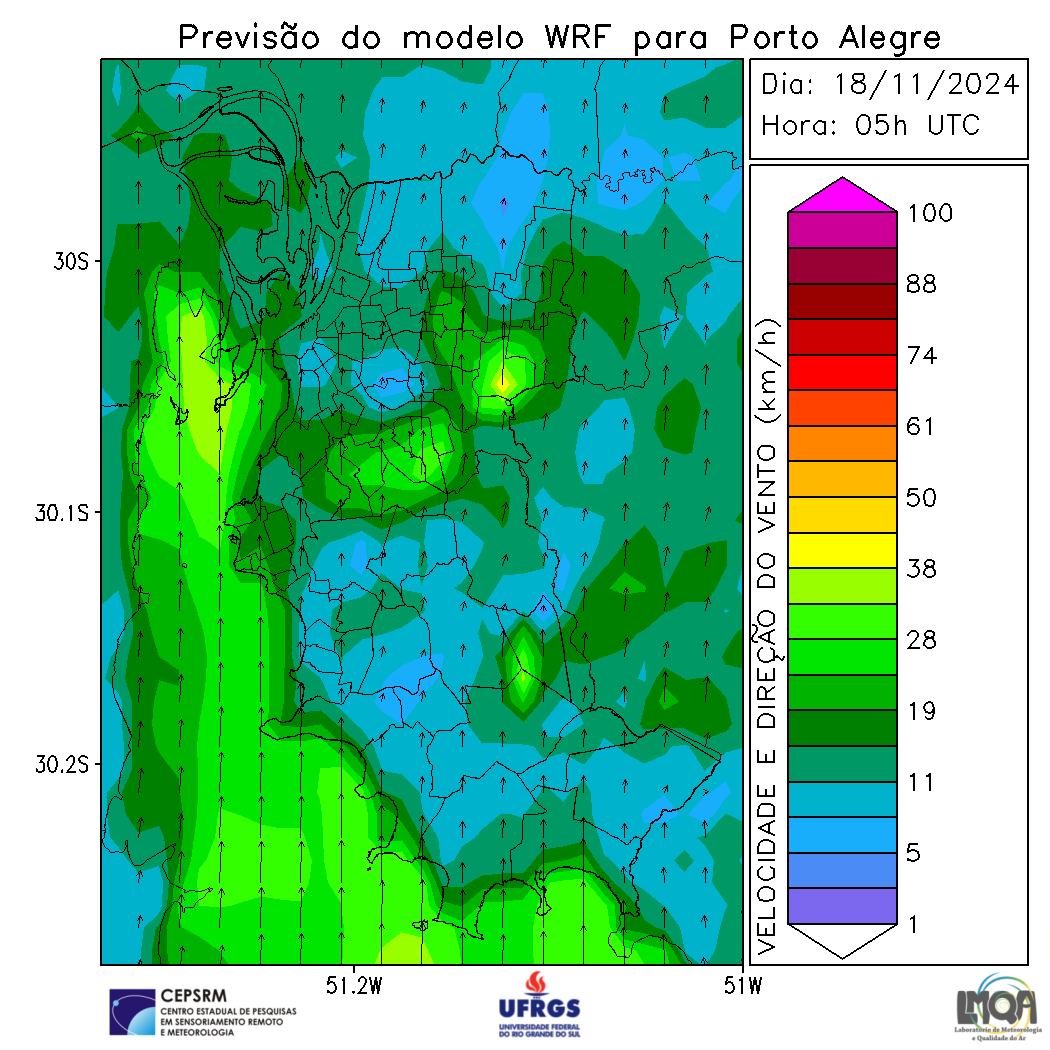 Previsão do modelo WRF para Porto Alegre
Dia: 18/11/2024
Hora: 05h UTC
30S
30.1S
30.2S
51.2W
51W
VELOCIDADE E DIREÇÃO DO VENTO (km/h)
100
88
74
61
50
38
28
19
11
5
1
CEPSRM
CENTRO ESTADUAL DE PESQUISAS
EM SENSORIAMENTO REMOTO
E METEOROLOGIA
UFRGS
UNIVERSIDADE FEDERAL
DO RIO GRANDE DO SUL
LMQA
Laboratório de Meteorologia
e Qualidade do Ar